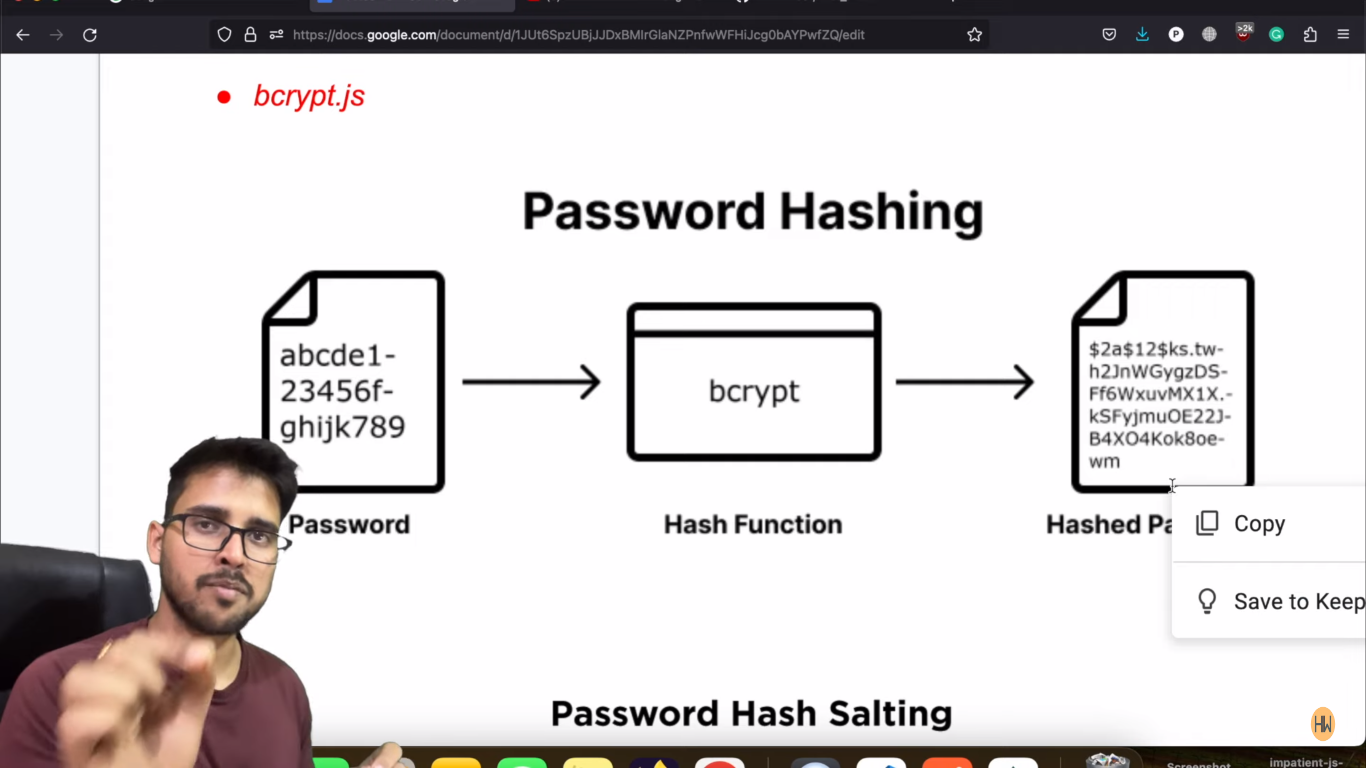 https://docs.google.com/document/d/1JUt6SpzUBjJJDxBMlrGlaNZPnfwWFHiJcg0bAYPwfZQ/edit
>2k
bcrypt.js
Password Hashing
abcde1-
23456f-
ghijk789
bcrypt
$2a$12$ks.tw-
h2JnWGygzDS-
Ff6WxuvMX1X.-
kSFyjmuOE22J-
B4XO4Kok8oe-
wm
Password
Hash Function
Hashed Pa
Copy
Save to Keep
Password Hash Salting
HW
Screenshot
impatient-js-